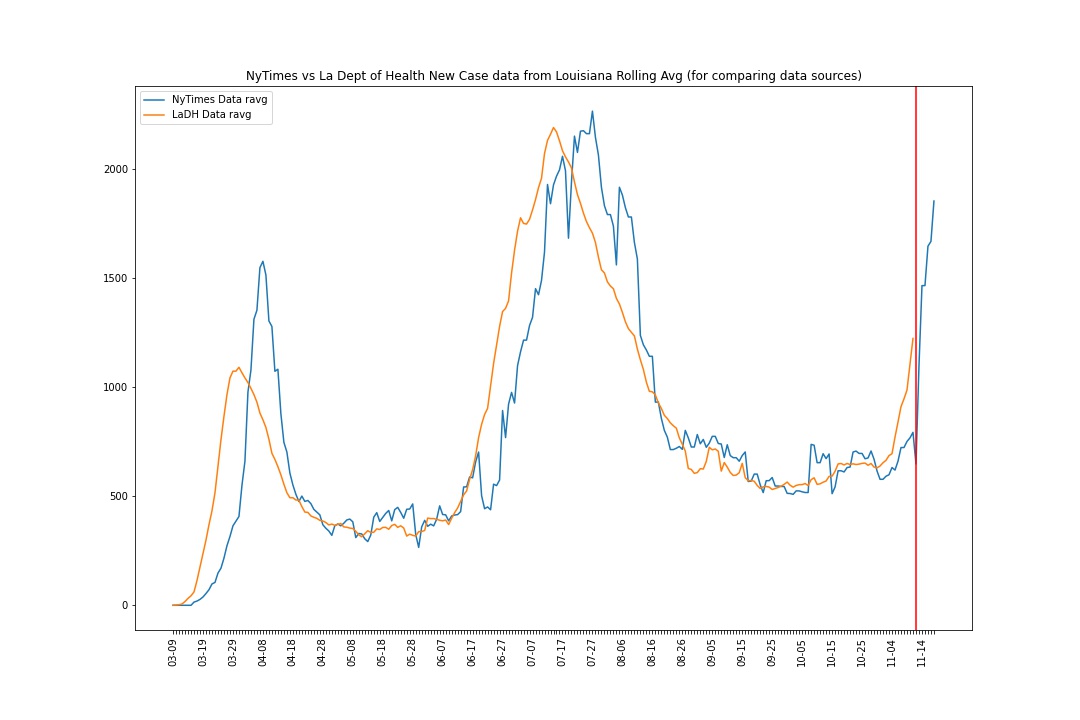 NyTimes vs La Dept of Health New Case data from Louisiana Rolling Avg (for comparing data sources)
NyTimes Data ravg
LaDH Data ravg
2000
1500
1000
500
0
03-09 03-19 03-29 04-08 04-18 04-28 05-08 05-18 05-28 06-07 06-17 06-27 07-07 07-17 07-27 08-06 08-16 08-26 09-05 09-15 09-25 10-05 10-15 10-25 11-04 11-14